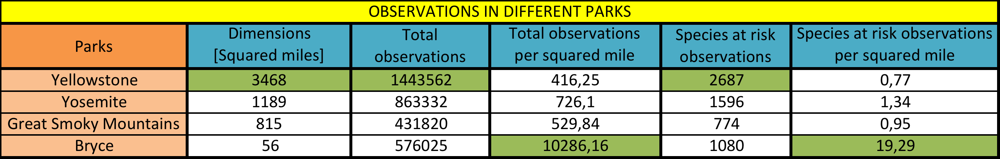 OBSERVATIONS IN DIFFERENT PARKS
Parks
Dimensions
[Squared miles]
Total
observations
Total observations
per squared mile
Species at risk
observations
Species at risk observations
per squared mile
Yellowstone 3468 1443562 416,25 2687 0,77
Yosemite 1189 863332 726,1 1596 1,34
Great Smoky Mountains 815 431820 529,84 774 0,95
Bryce 56 576025 10286,16 1080 19,29